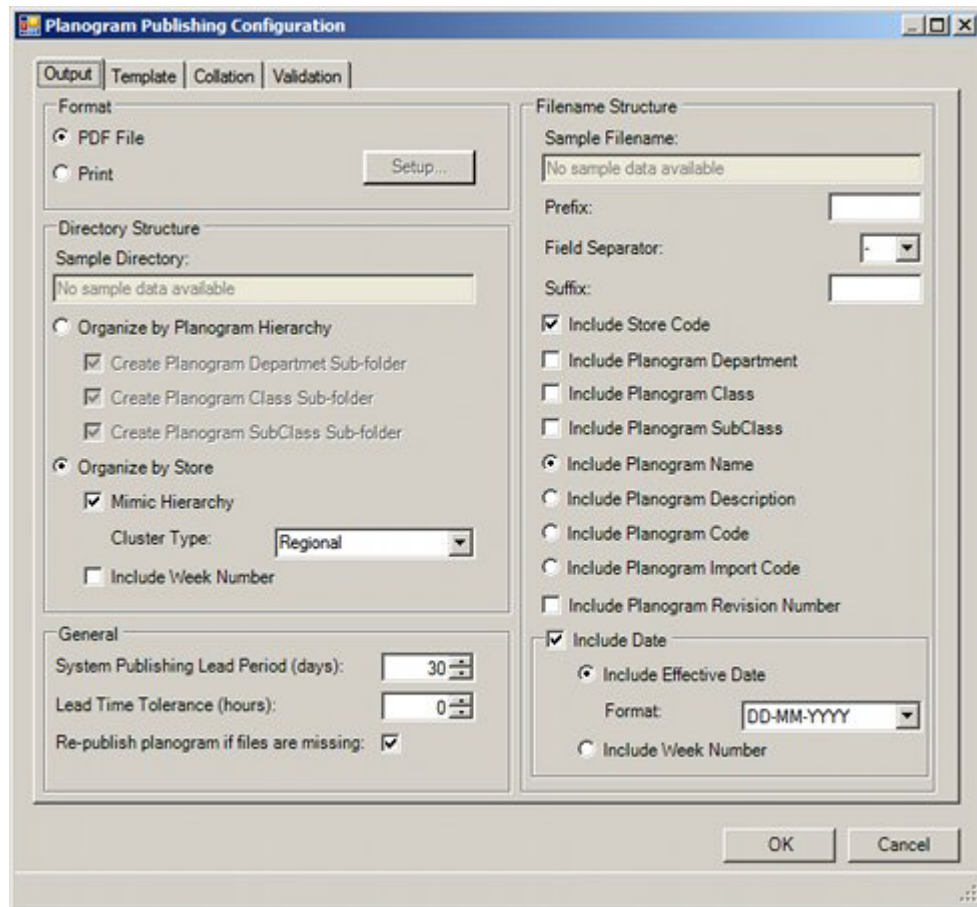 Planogram Publishing Configuration
Output
Template
Collation
Validation
Format
PDF File
Print
Setup...
Directory Structure
Sample Directory:
No sample data available
Organize by Planogram Hierarchy
Create Planogram Departmet Sub-folder
Create Planogram Class Sub-folder
Create Planogram SubClass Sub-folder
Organize by Store
Mimic Hierarchy
Cluster Type: Regional
Include Week Number
General
System Publishing Lead Period (days): 30
Lead Time Tolerance (hours): 0
Re-publish planogram if files are missing:
Filename Structure
Sample Filename:
No sample data available
Prefix:
Field Separator: -
Suffix:
Include Store Code
Include Planogram Department
Include Planogram Class
Include Planogram SubClass
Include Planogram Name
Include Planogram Description
Include Planogram Code
Include Planogram Import Code
Include Planogram Revision Number
Include Date
Include Effective Date
Format: DD-MM-YYYY
Include Week Number
OK
Cancel